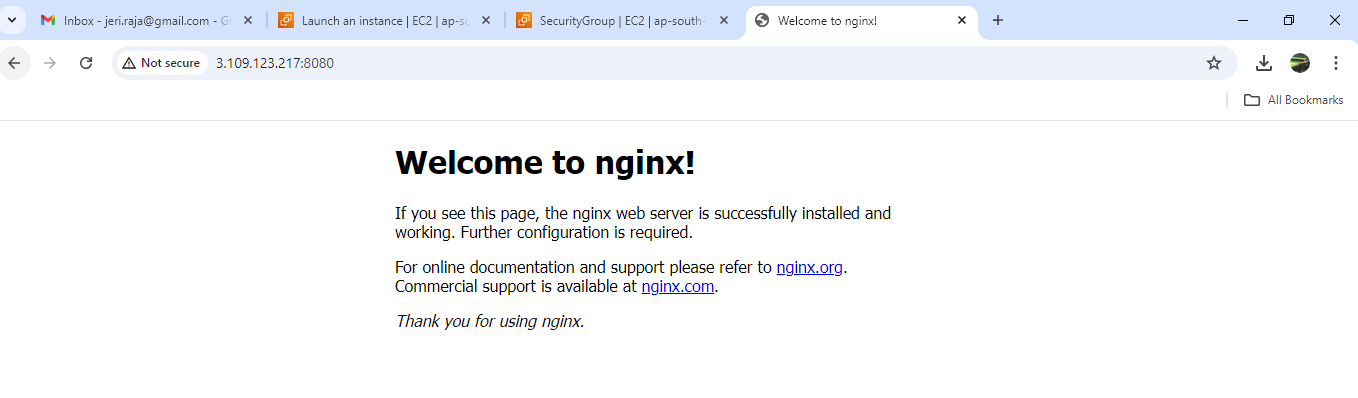 Inbox - jeri.raja@gmail.com - G
Launch an instance | EC2 | ap-so
SecurityGroup | EC2 | ap-south-
Welcome to nginx!
Not secure
3.109.123.217:8080
All Bookmarks
Welcome to nginx!
If you see this page, the nginx web server is successfully installed and
working. Further configuration is required.
For online documentation and support please refer to nginx.org.
Commercial support is available at nginx.com.
Thank you for using nginx.